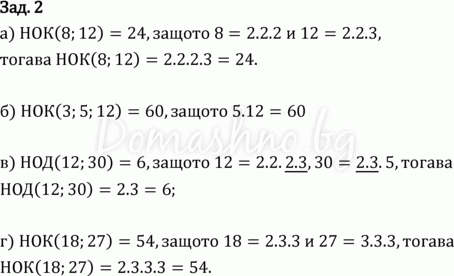 Зад. 2
а) НОК(8; 12) = 24, защото 8 = 2.2.2 и 12 = 2.2.3,
тогава НОК(8; 12) = 2.2.2.3 = 24.
б) НОК(3; 5; 12) = 60, защото 5.12 = 60
Domashno.bg
в) НОД(12; 30) = 6, защото 12 = 2.2. 2.3, 30 = 2.3. 5, тогава
НОД(12; 30) = 2.3 = 6;
г) НОК(18; 27) = 54, защото 18 = 2.3.3 и 27 = 3.3.3, тогава
НОК(18; 27) = 2.3.3.3 = 54.